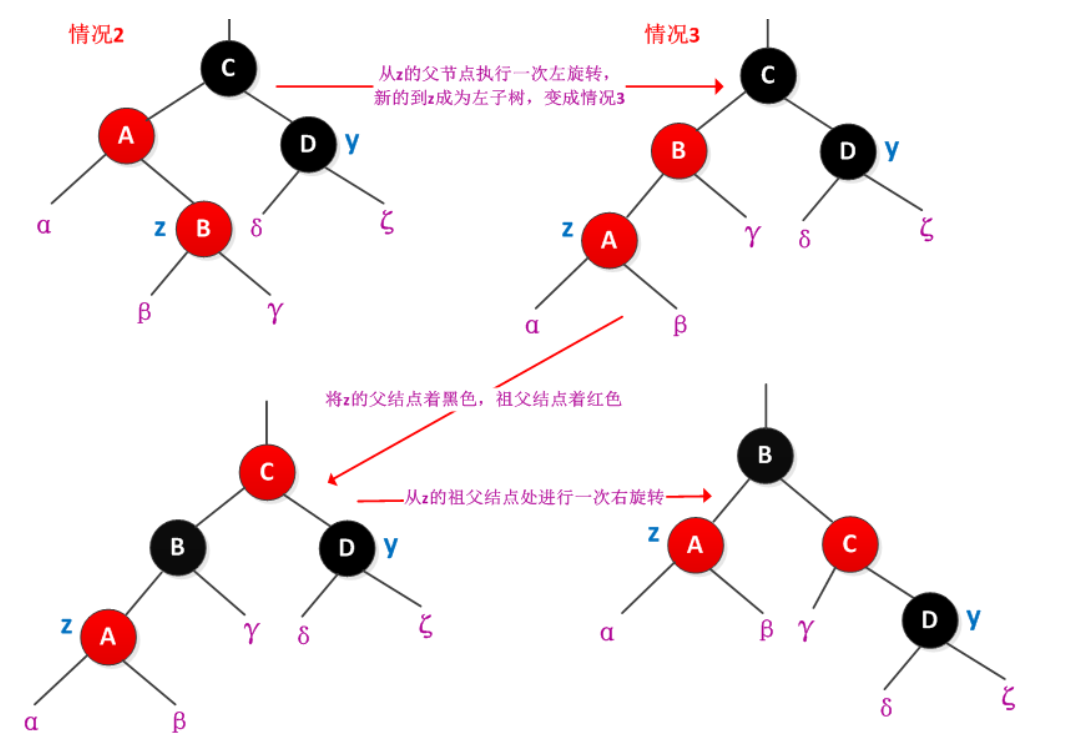 情况2
情况3
C
C
从z的父节点执行一次左旋转，
新的到z成为左子树，变成情况3
A
D
y
B
D
y
α
z
B
δ
ζ
z
A
γ
δ
ζ
β
γ
α
β
将z的父结点着黑色，祖父结点着红色
C
B
从z的祖父结点处进行一次右旋转
B
D
y
z
A
C
z
A
γ
δ
ζ
α
β
γ
D
y
α
β
δ
ζ